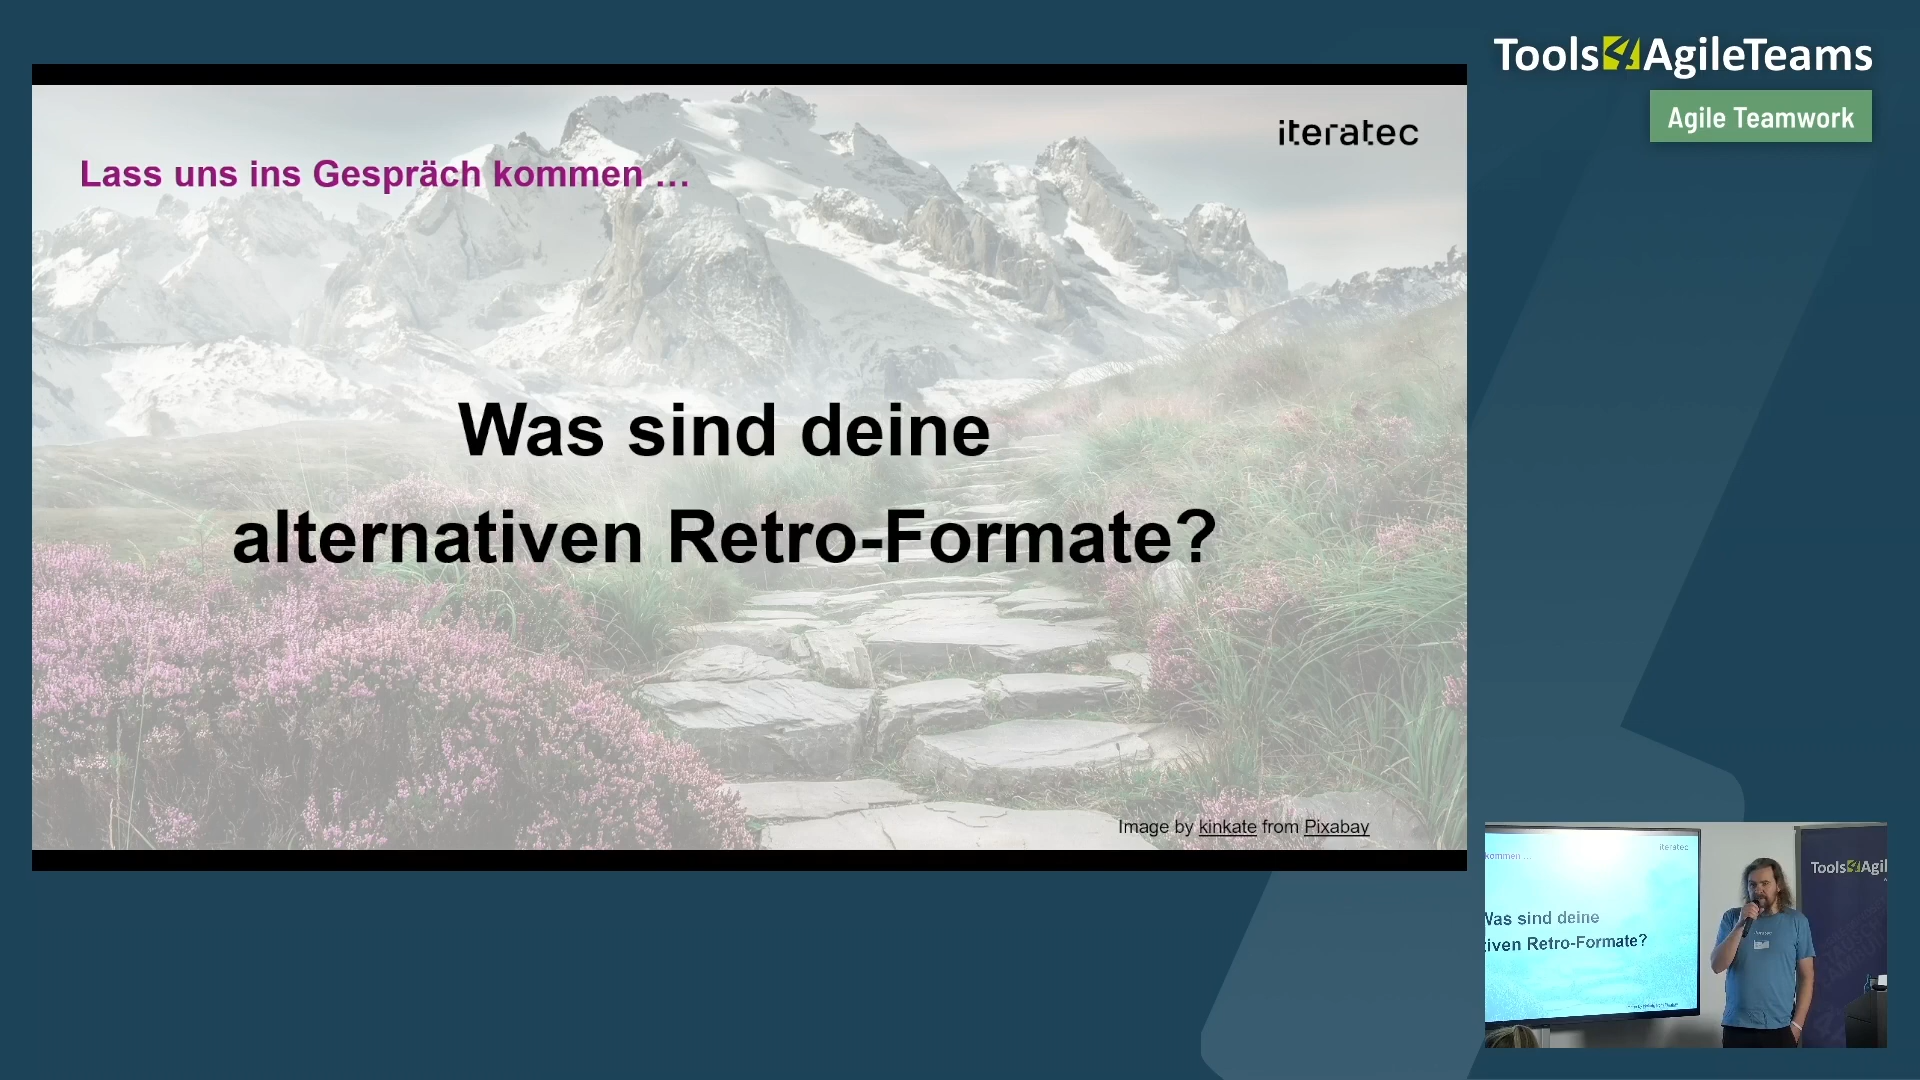 Tools4AgileTeams
Agile Teamwork
iteratec
Lass uns ins Gespräch kommen …
Was sind deine
alternativen Retro-Formate?
Image by kinkate from Pixabay
kommen ...
iteratec
Was sind deine
tiven Retro-Formate?
Tools4Agil